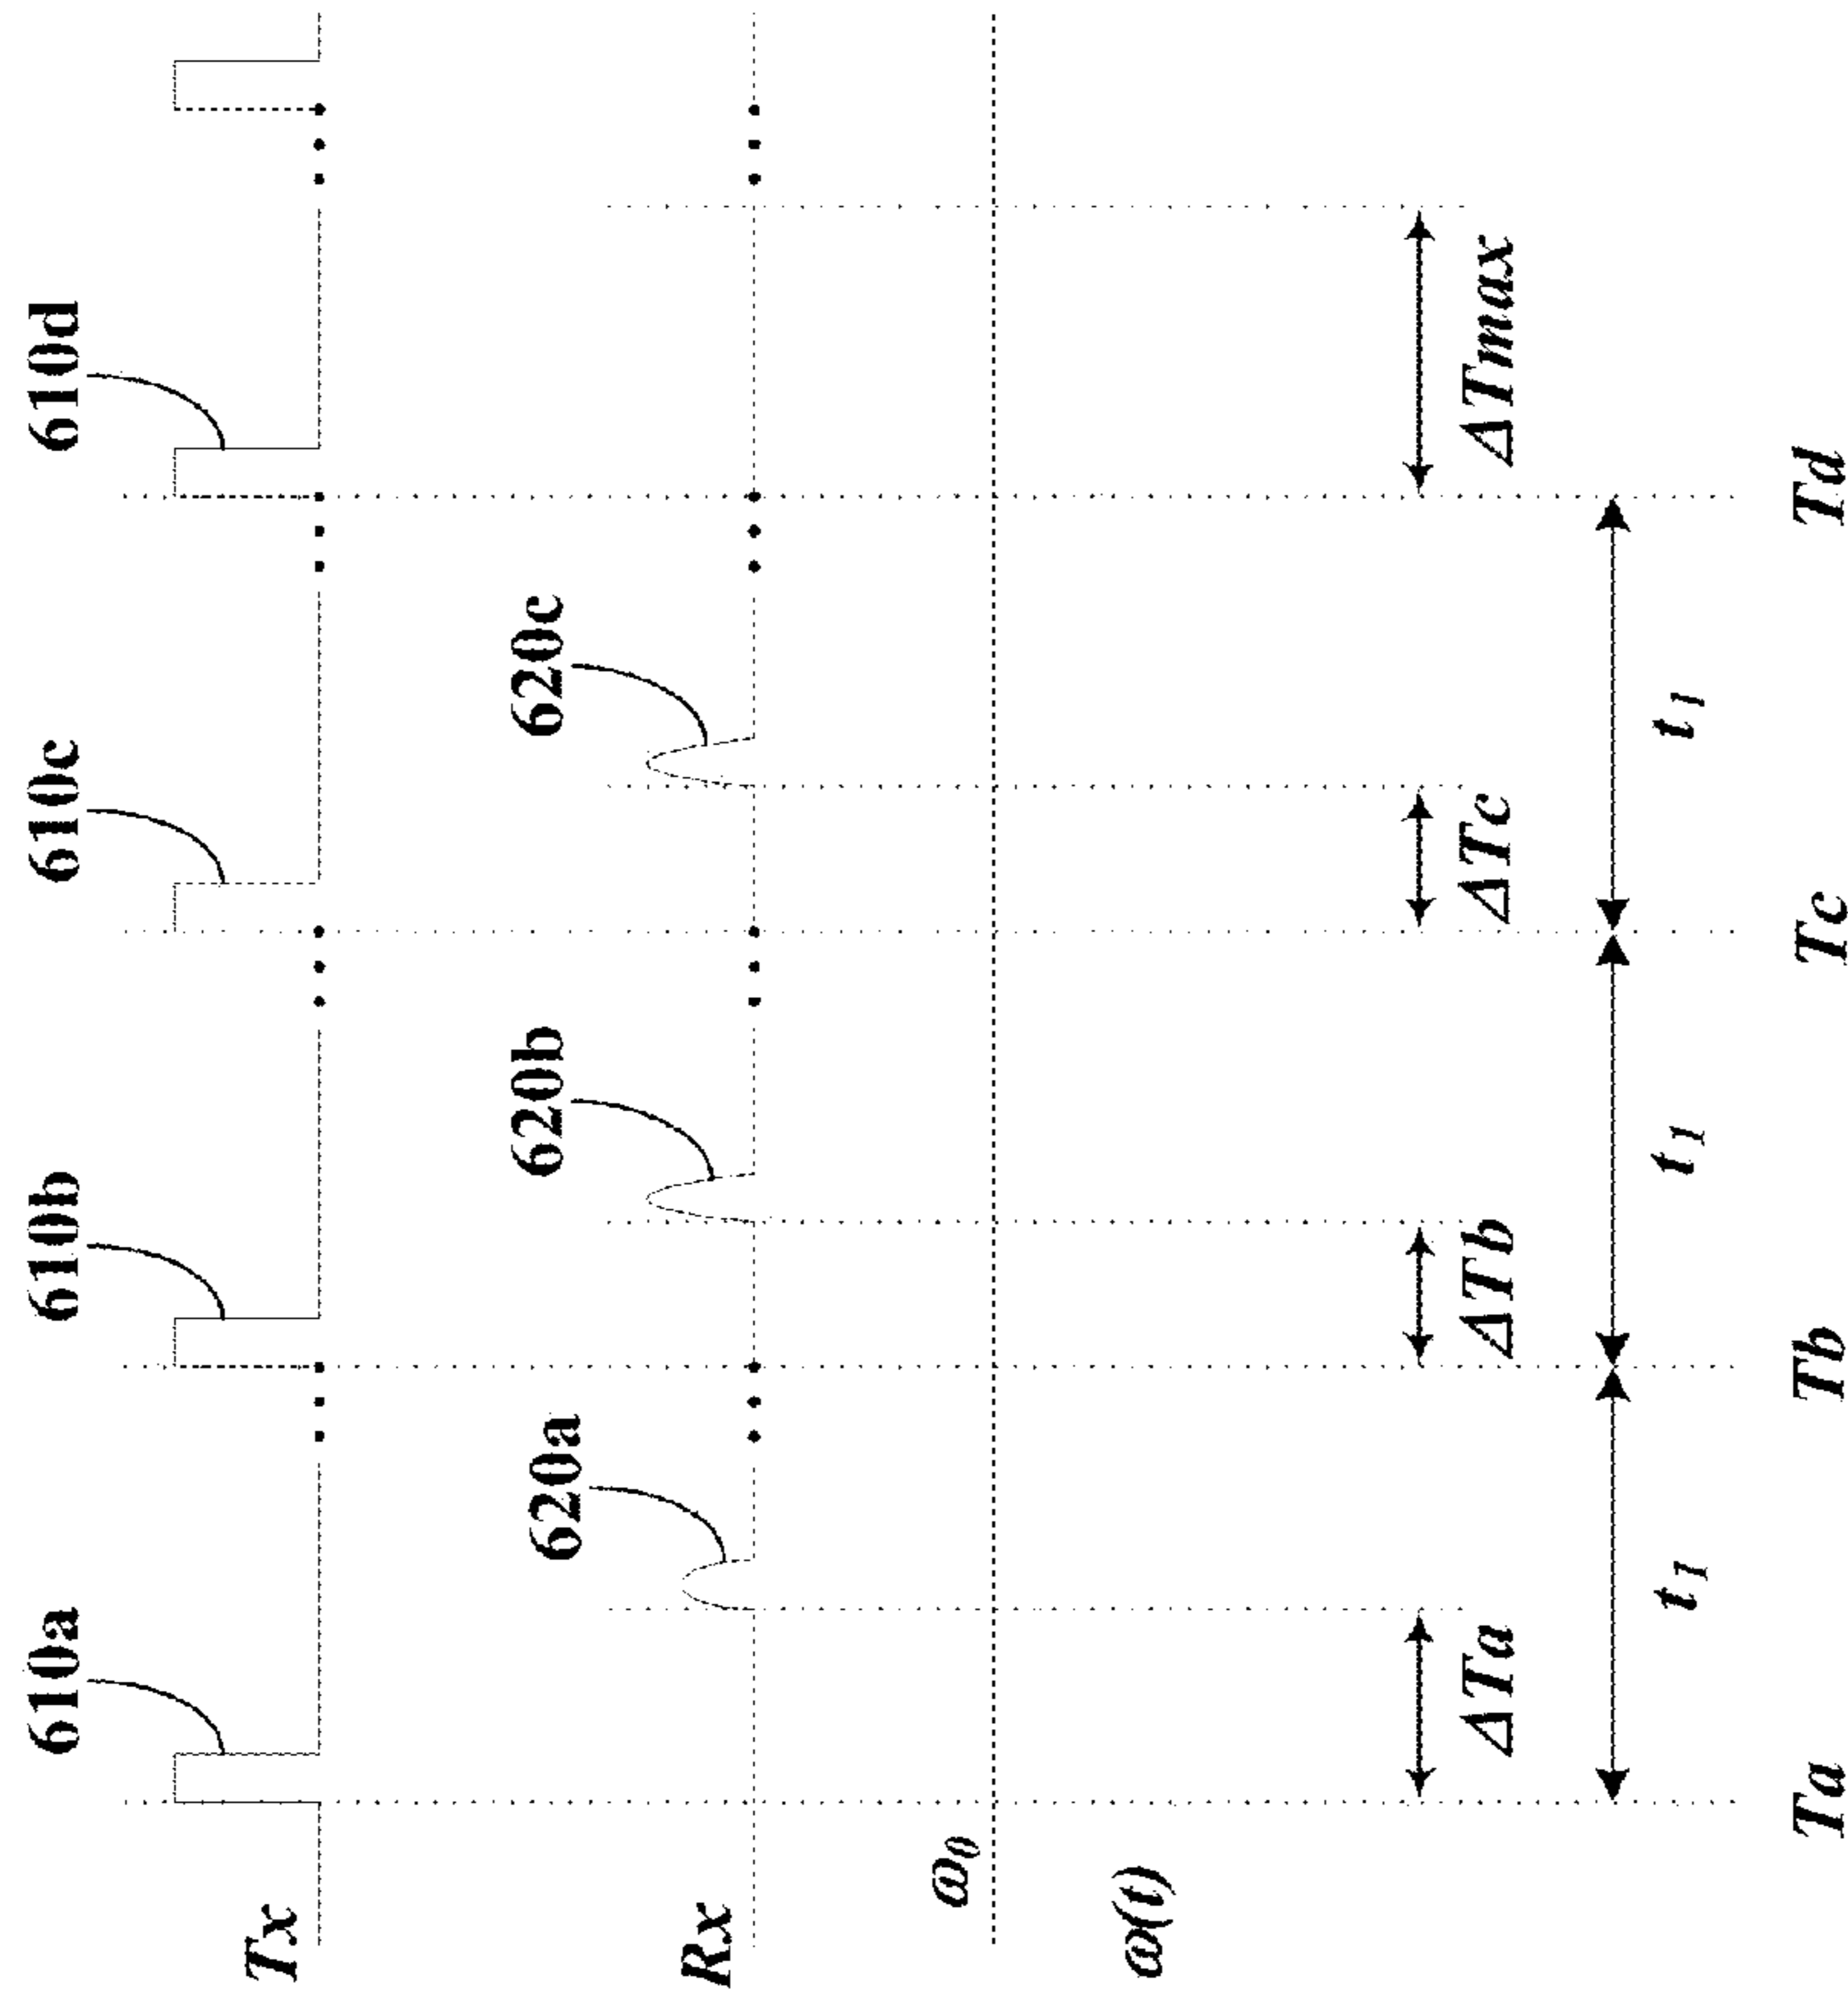 610a 610b 610c 610d
Tx
620a 620b 620c
Rx
ω0
ω(t)
ΔTa ΔTb ΔTc ΔTmax
t1 t1 t1
Ta Tb Tc Td